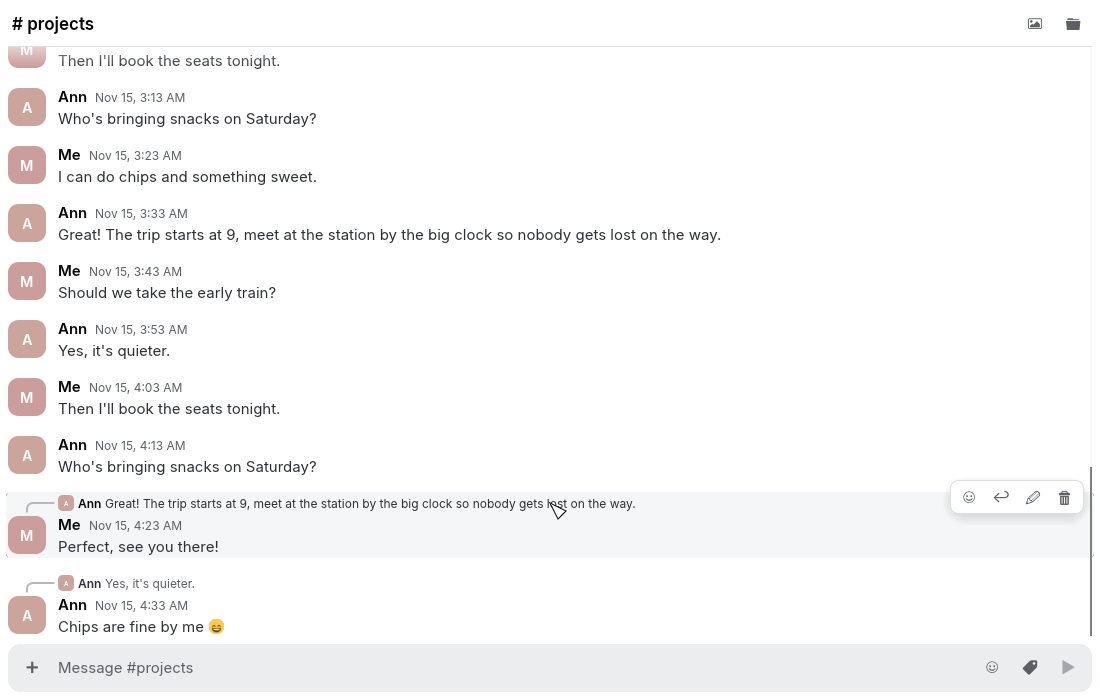 # projects
M
Then I'll book the seats tonight.
A
Ann Nov 15, 3:13 AM
Who's bringing snacks on Saturday?
M
Me Nov 15, 3:23 AM
I can do chips and something sweet.
A
Ann Nov 15, 3:33 AM
Great! The trip starts at 9, meet at the station by the big clock so nobody gets lost on the way.
M
Me Nov 15, 3:43 AM
Should we take the early train?
A
Ann Nov 15, 3:53 AM
Yes, it's quieter.
M
Me Nov 15, 4:03 AM
Then I'll book the seats tonight.
A
Ann Nov 15, 4:13 AM
Who's bringing snacks on Saturday?
A Ann Great! The trip starts at 9, meet at the station by the big clock so nobody gets lost on the way.
M
Me Nov 15, 4:23 AM
Perfect, see you there!
A Ann Yes, it's quieter.
A
Ann Nov 15, 4:33 AM
Chips are fine by me 😄
Message #projects